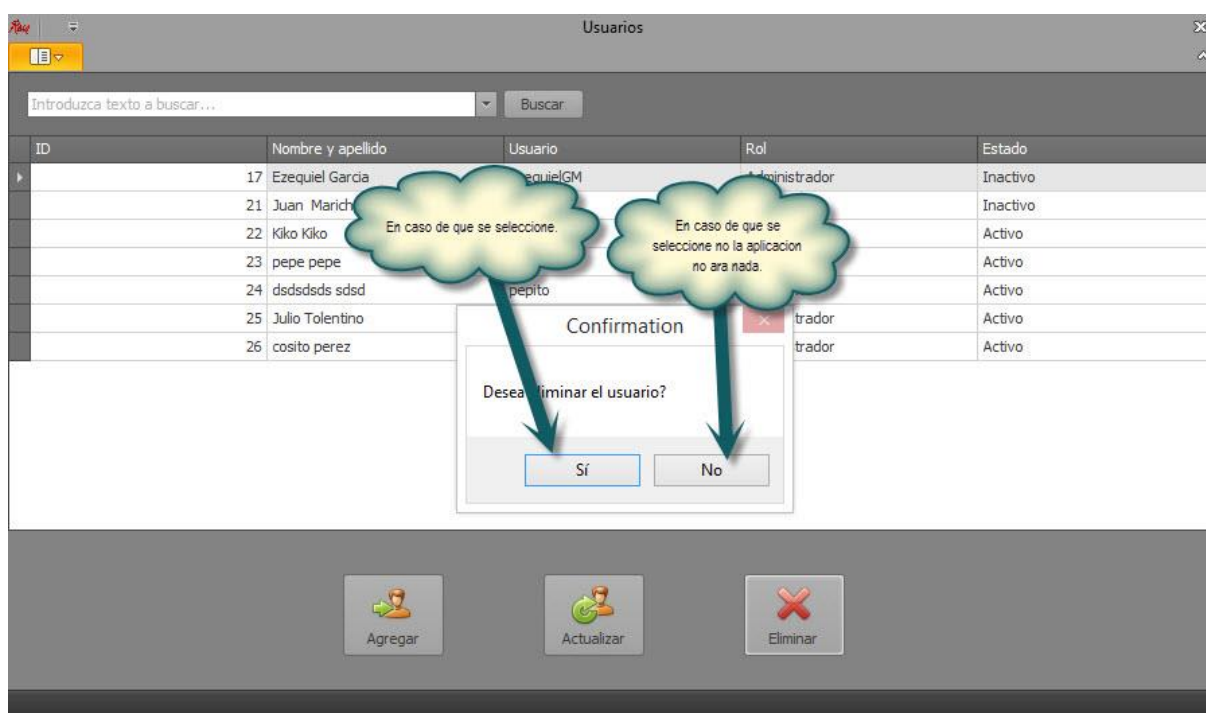 Usuarios
Introduzca texto a buscar...
Buscar
ID Nombre y apellido Usuario Rol Estado
17 Ezequiel Garcia Inactivo
21 Juan Inactivo
22 Kiko Kiko Activo
23 pepe pepe Activo
24 dsdsdsds sdsd pepito Activo
25 Julio Tolentino Activo
26 cosito perez Activo
En caso de que se seleccione.
En caso de que se
seleccione no la aplicacion
no ara nada.
Confirmation
el usuario?
Sí No
Agregar Actualizar Eliminar